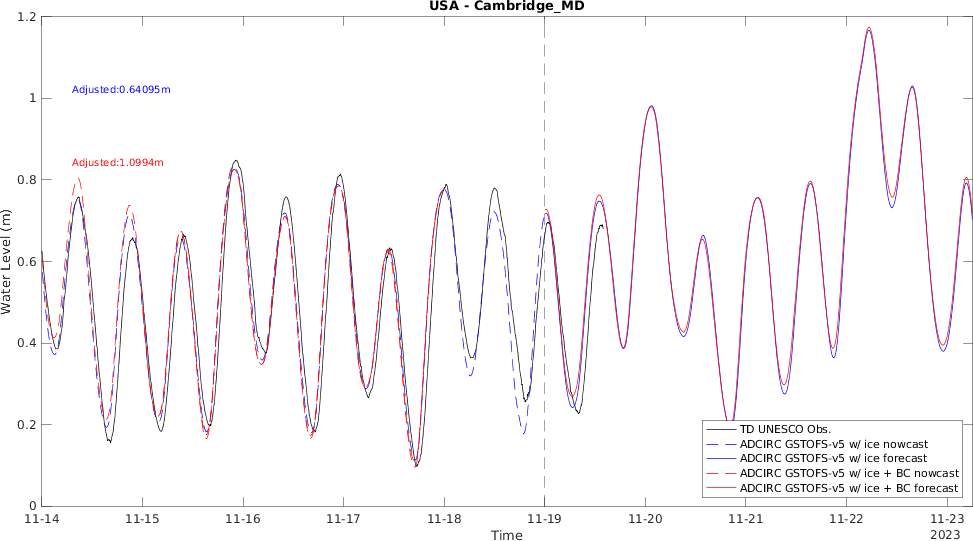 USA - Cambridge_MD
1.2
1
0.8
0.6
0.4
0.2
0
Water Level (m)
Adjusted:0.64095m
Adjusted:1.0994m
TD UNESCO Obs.
ADCIRC GSTOFS-v5 w/ ice nowcast
ADCIRC GSTOFS-v5 w/ ice forecast
ADCIRC GSTOFS-v5 w/ ice + BC nowcast
ADCIRC GSTOFS-v5 w/ ice + BC forecast
11-14 11-15 11-16 11-17 11-18 11-19 11-20 11-21 11-22 11-23
2023
Time